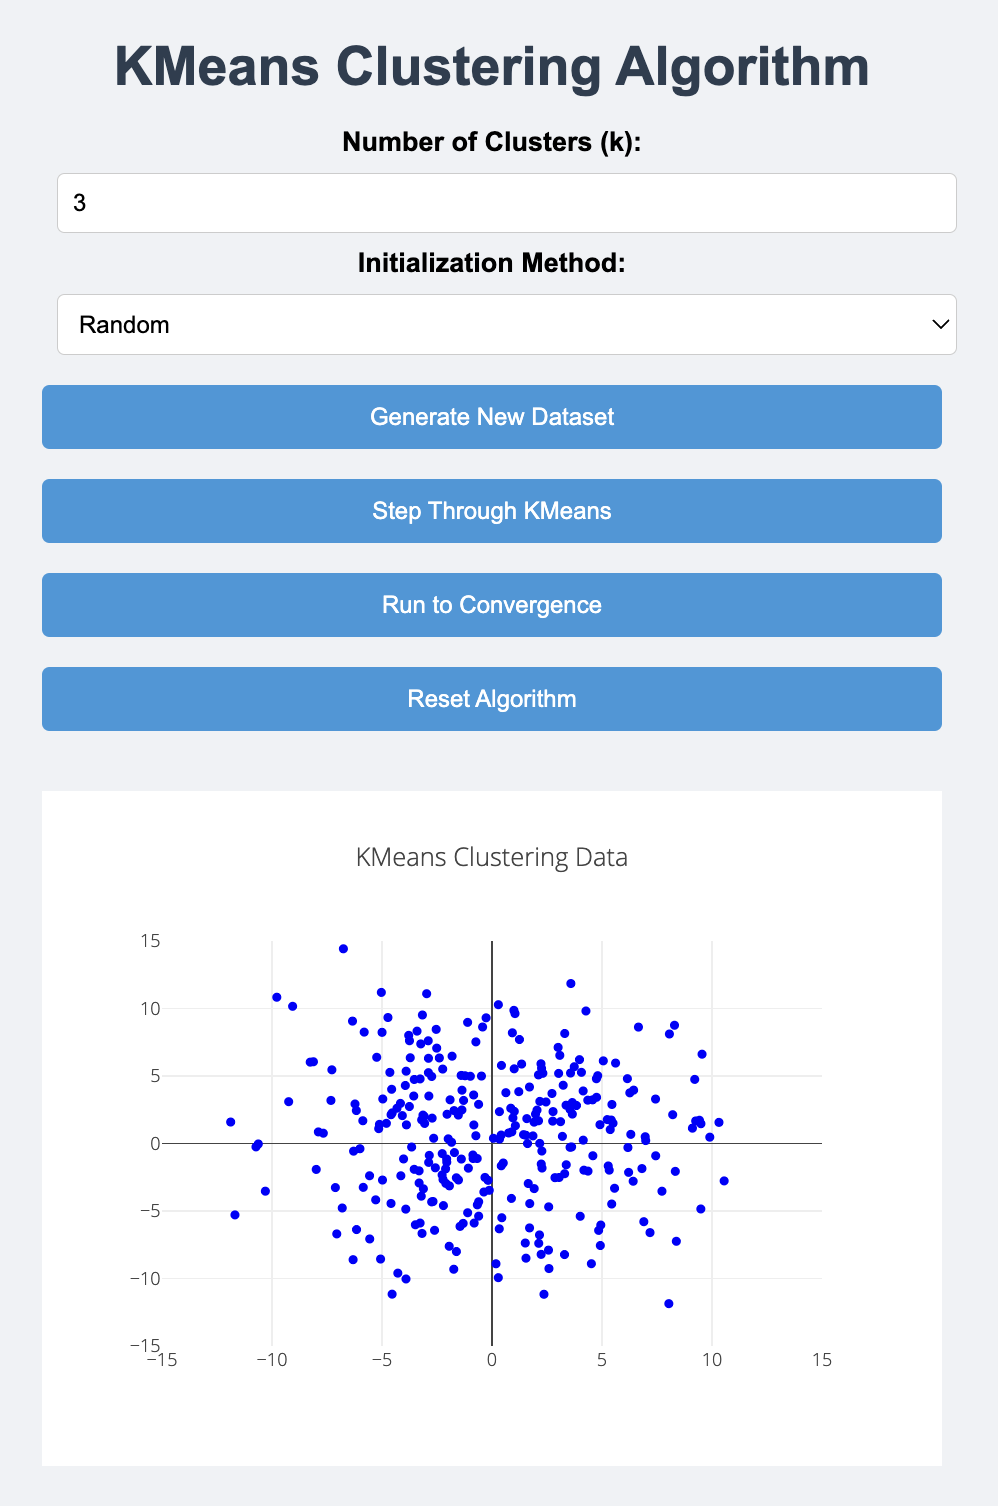 KMeans Clustering Algorithm
Number of Clusters (k):
3
Initialization Method:
Random
Generate New Dataset
Step Through KMeans
Run to Convergence
Reset Algorithm
KMeans Clustering Data
15
10
5
0
−5
−10
−15
−15 −10 −5 0 5 10 15